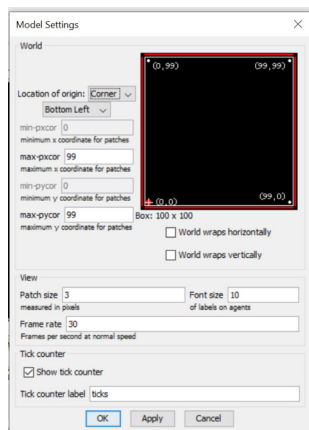 Model Settings
World
(0,99) (99,99)
Location of origin: Corner
Bottom Left
min-pxcor 0
minimum x coordinate for patches
max-pxcor 99
maximum x coordinate for patches
min-pycor 0
minimum y coordinate for patches
(0,0) (99,0)
max-pycor 99
maximum y coordinate for patches
Box: 100 x 100
World wraps horizontally
World wraps vertically
View
Patch size 3
measured in pixels
Font size 10
of labels on agents
Frame rate 30
Frames per second at normal speed
Tick counter
Show tick counter
Tick counter label ticks
OK Apply Cancel